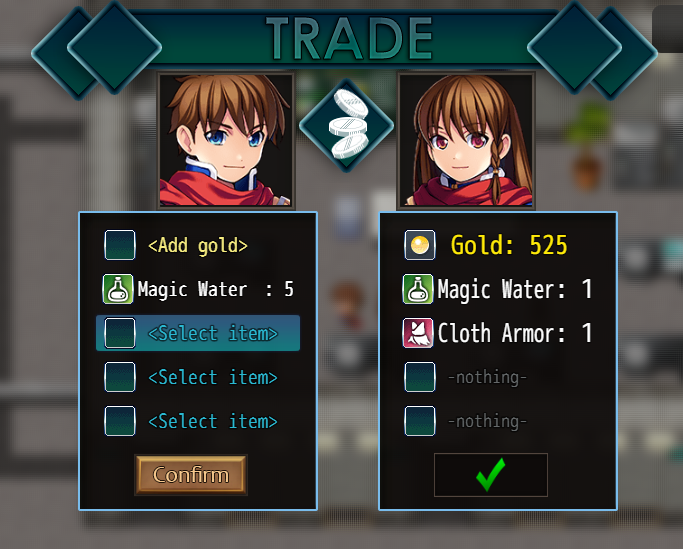 TRADE
<Add gold>
Magic Water : 5
<Select item>
<Select item>
<Select item>
Confirm
Gold: 525
Magic Water: 1
Cloth Armor: 1
-nothing-
-nothing-